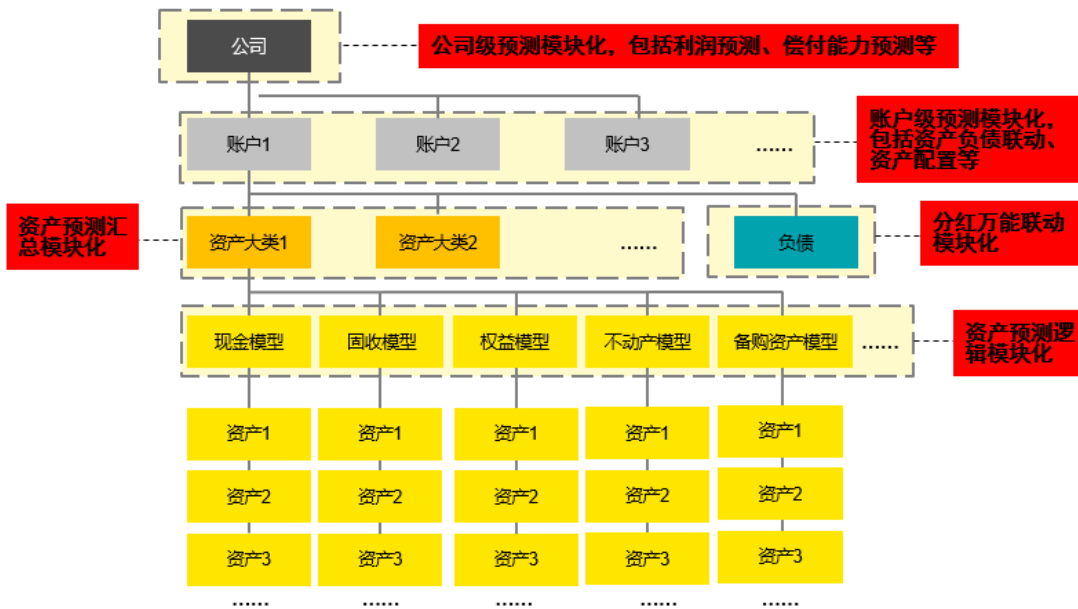 公司
公司级预测模块化，包括利润预测、偿付能力预测等
账户1
账户2
账户3
……
账户级预测模块化，
包括资产负债联动、
资产配置等
资产预测汇
总模块化
资产大类1
资产大类2
……
负债
分红万能联动
模块化
现金模型
固收模型
权益模型
不动产模型
备购资产模型
……
资产预测逻
辑模块化
资产1
资产1
资产1
资产1
资产1
资产2
资产2
资产2
资产2
资产2
资产3
资产3
资产3
资产3
资产3
……
……
……
……
……